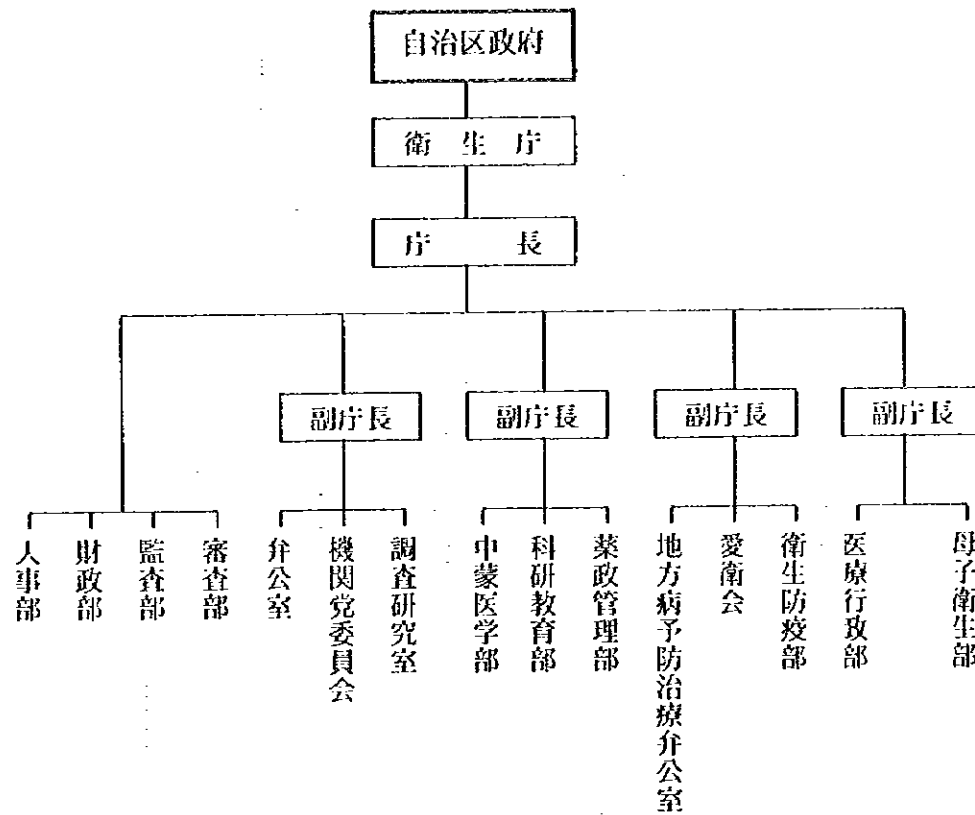 自治区政府
衛生庁
庁長
副庁長
副庁長
副庁長
副庁長
人事部
財政部
監査部
審査部
弁公室
機関党委員会
調査研究室
中蒙医学部
科研教育部
薬政管理部
地方病予防治療弁公室
愛衛会
衛生防疫部
医療行政部
母子衛生部